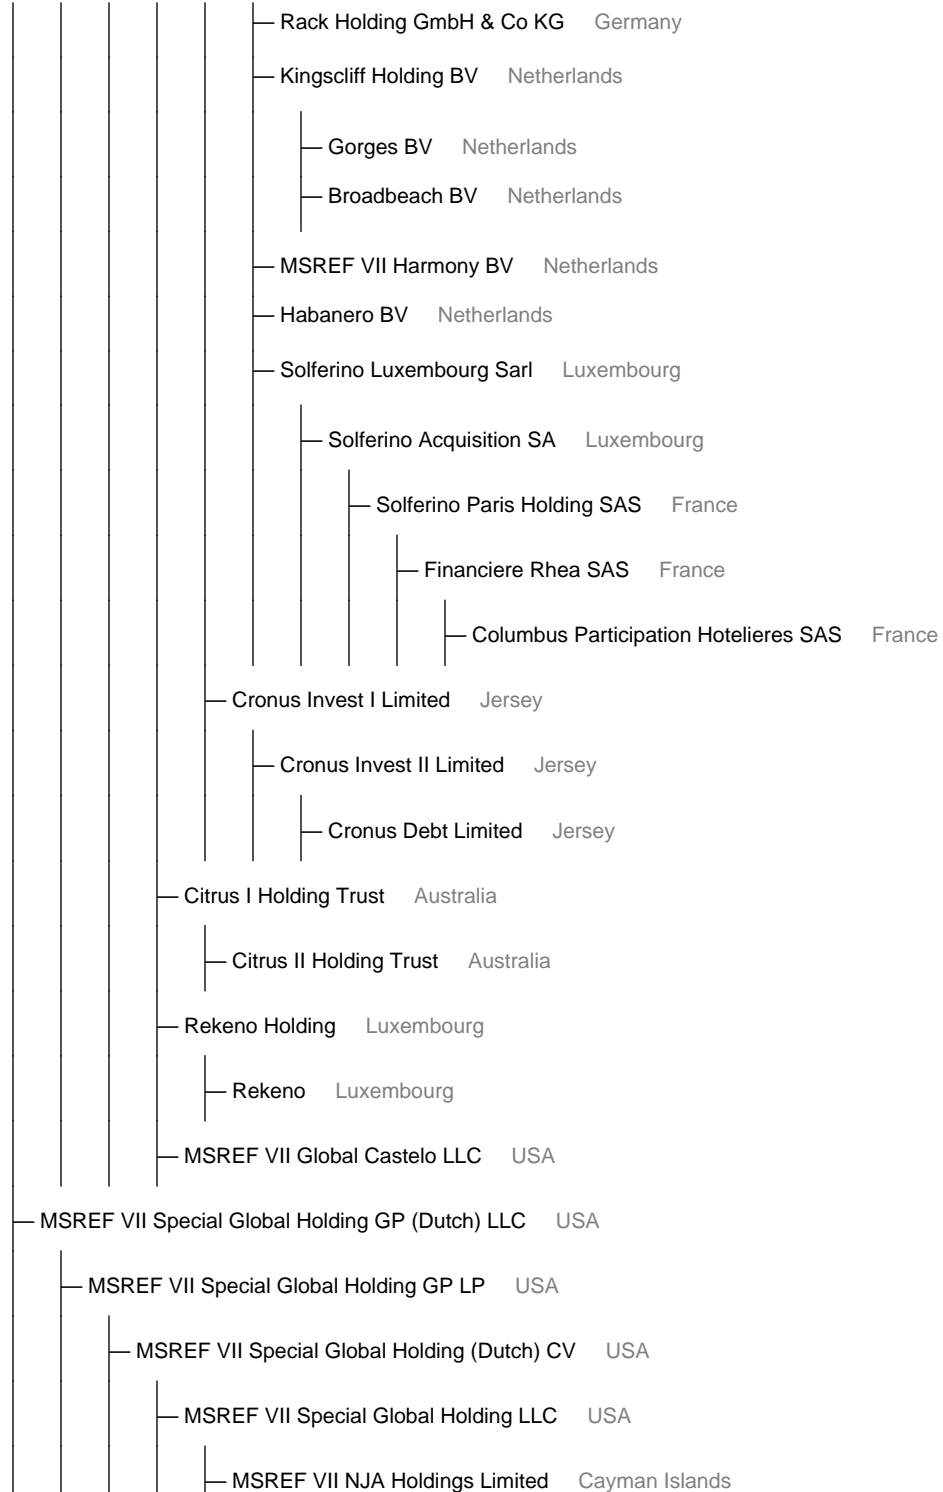 Rack Holding GmbH & Co KG Germany
Kingscliff Holding BV Netherlands
Gorges BV Netherlands
Broadbeach BV Netherlands
MSREF VII Harmony BV Netherlands
Habanero BV Netherlands
Solferino Luxembourg Sarl Luxembourg
Solferino Acquisition SA Luxembourg
Solferino Paris Holding SAS France
Financiere Rhea SAS France
Columbus Participation Hotelieres SAS France
Cronus Invest I Limited Jersey
Cronus Invest II Limited Jersey
Cronus Debt Limited Jersey
Citrus I Holding Trust Australia
Citrus II Holding Trust Australia
Rekeno Holding Luxembourg
Rekeno Luxembourg
MSREF VII Global Castelo LLC USA
MSREF VII Special Global Holding GP (Dutch) LLC USA
MSREF VII Special Global Holding GP LP USA
MSREF VII Special Global Holding (Dutch) CV USA
MSREF VII Special Global Holding LLC USA
MSREF VII NJA Holdings Limited Cayman Islands